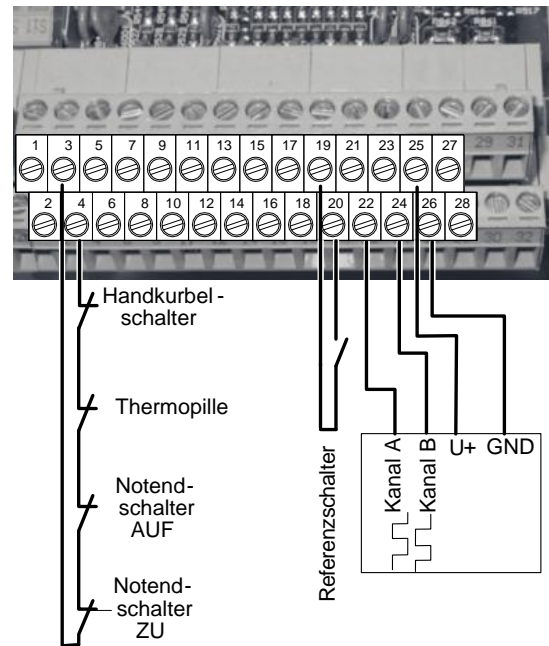 1 3 5 7 9 11 13 15 17 19 21 23 25 27 29 31
2 4 6 8 10 12 14 16 18 20 22 24 26 28 30 32
Handkurbel-
schalter
Thermopille
Notend-
schalter
AUF
Notend-
schalter
ZU
Referenzschalter
Kanal A
Kanal B
U+
GND